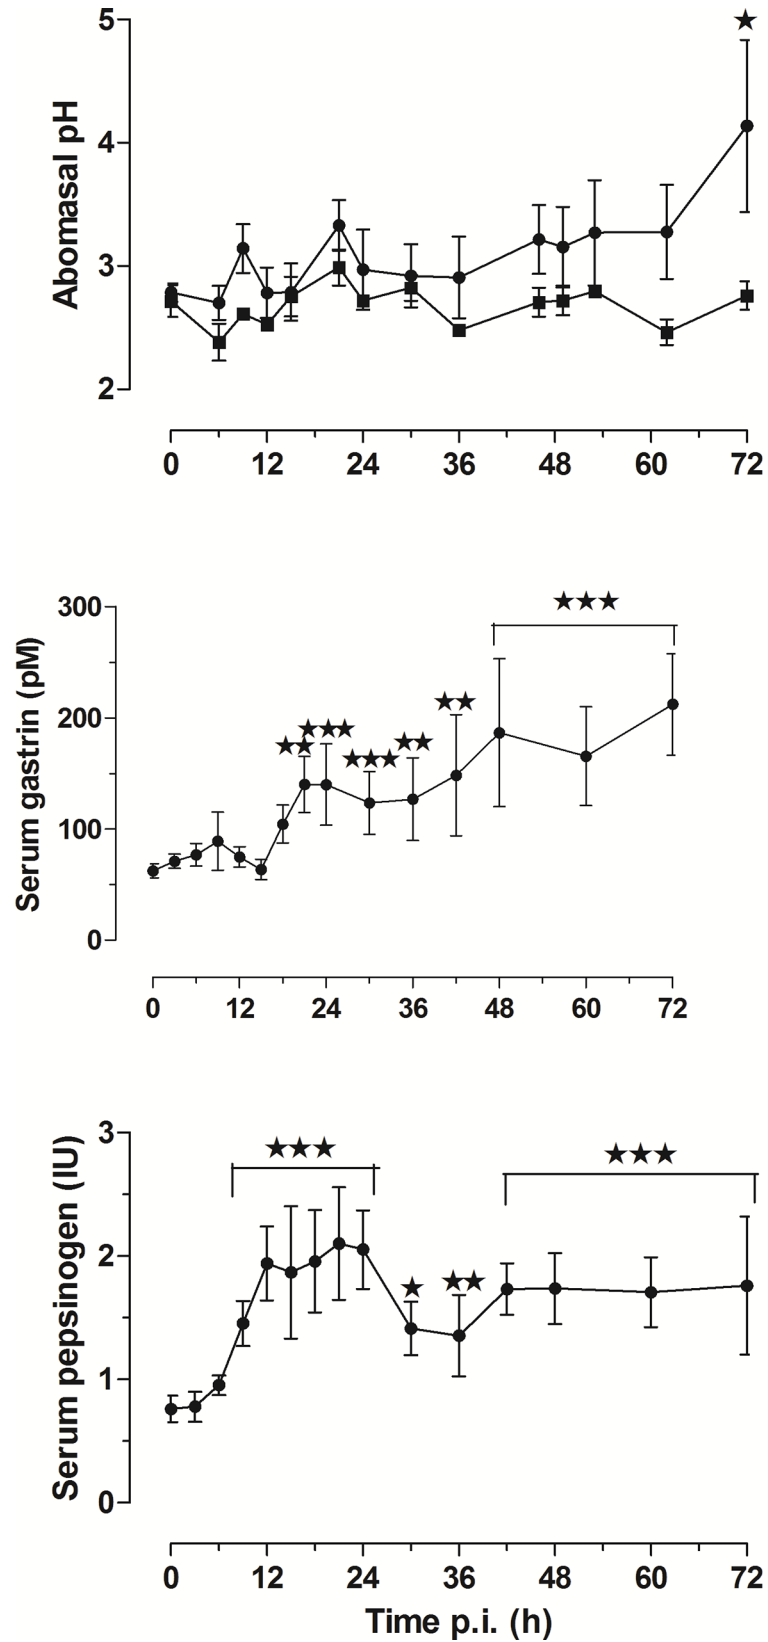 Abomasal pH
5
4
3
2
0 12 24 36 48 60 72
Serum gastrin (pM)
300
200
100
0
0 12 24 36 48 60 72
Serum pepsinogen (IU)
3
2
1
0
0 12 24 36 48 60 72
Time p.i. (h)